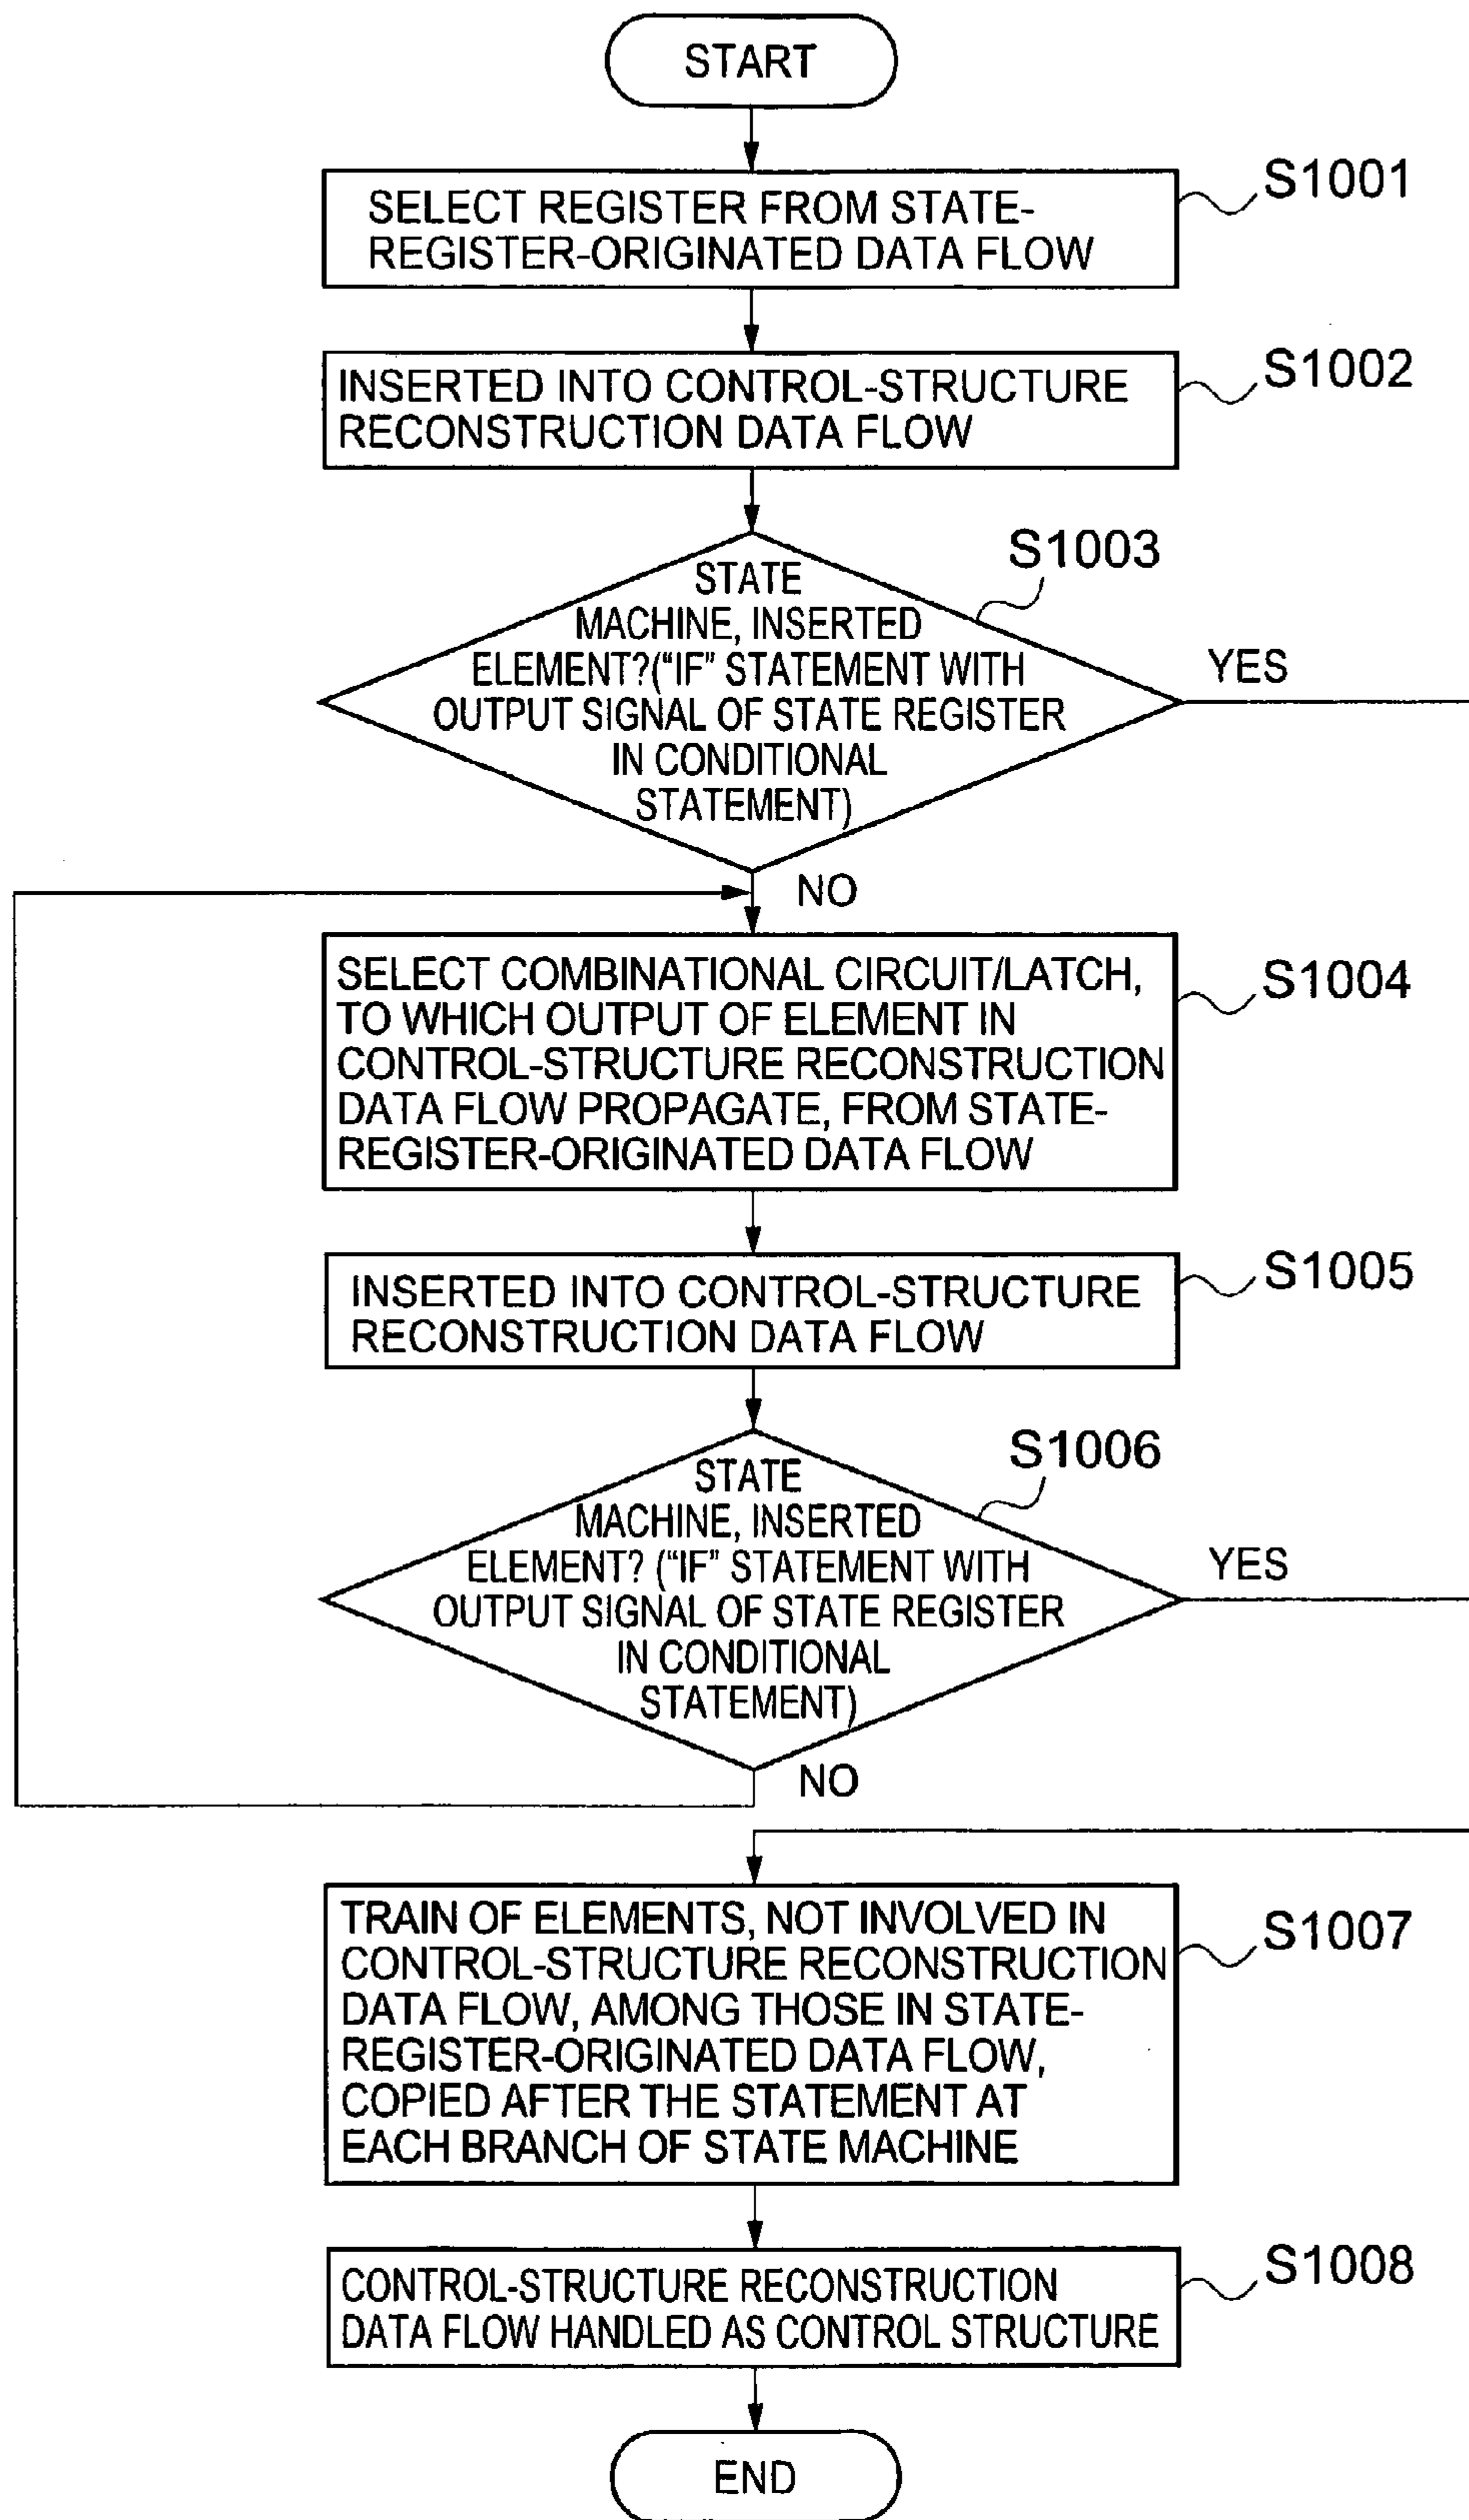 START
SELECT REGISTER FROM STATE-
REGISTER-ORIGINATED DATA FLOW
S1001
INSERTED INTO CONTROL-STRUCTURE
RECONSTRUCTION DATA FLOW
S1002
S1003
STATE
MACHINE, INSERTED
ELEMENT?(“IF” STATEMENT WITH
OUTPUT SIGNAL OF STATE REGISTER
IN CONDITIONAL
STATEMENT)
YES
NO
SELECT COMBINATIONAL CIRCUIT/LATCH,
TO WHICH OUTPUT OF ELEMENT IN
CONTROL-STRUCTURE RECONSTRUCTION
DATA FLOW PROPAGATE, FROM STATE-
REGISTER-ORIGINATED DATA FLOW
S1004
INSERTED INTO CONTROL-STRUCTURE
RECONSTRUCTION DATA FLOW
S1005
S1006
STATE
MACHINE, INSERTED
ELEMENT? (“IF” STATEMENT WITH
OUTPUT SIGNAL OF STATE REGISTER
IN CONDITIONAL
STATEMENT)
YES
NO
TRAIN OF ELEMENTS, NOT INVOLVED IN
CONTROL-STRUCTURE RECONSTRUCTION
DATA FLOW, AMONG THOSE IN STATE-
REGISTER-ORIGINATED DATA FLOW,
COPIED AFTER THE STATEMENT AT
EACH BRANCH OF STATE MACHINE
S1007
CONTROL-STRUCTURE RECONSTRUCTION
DATA FLOW HANDLED AS CONTROL STRUCTURE
S1008
END